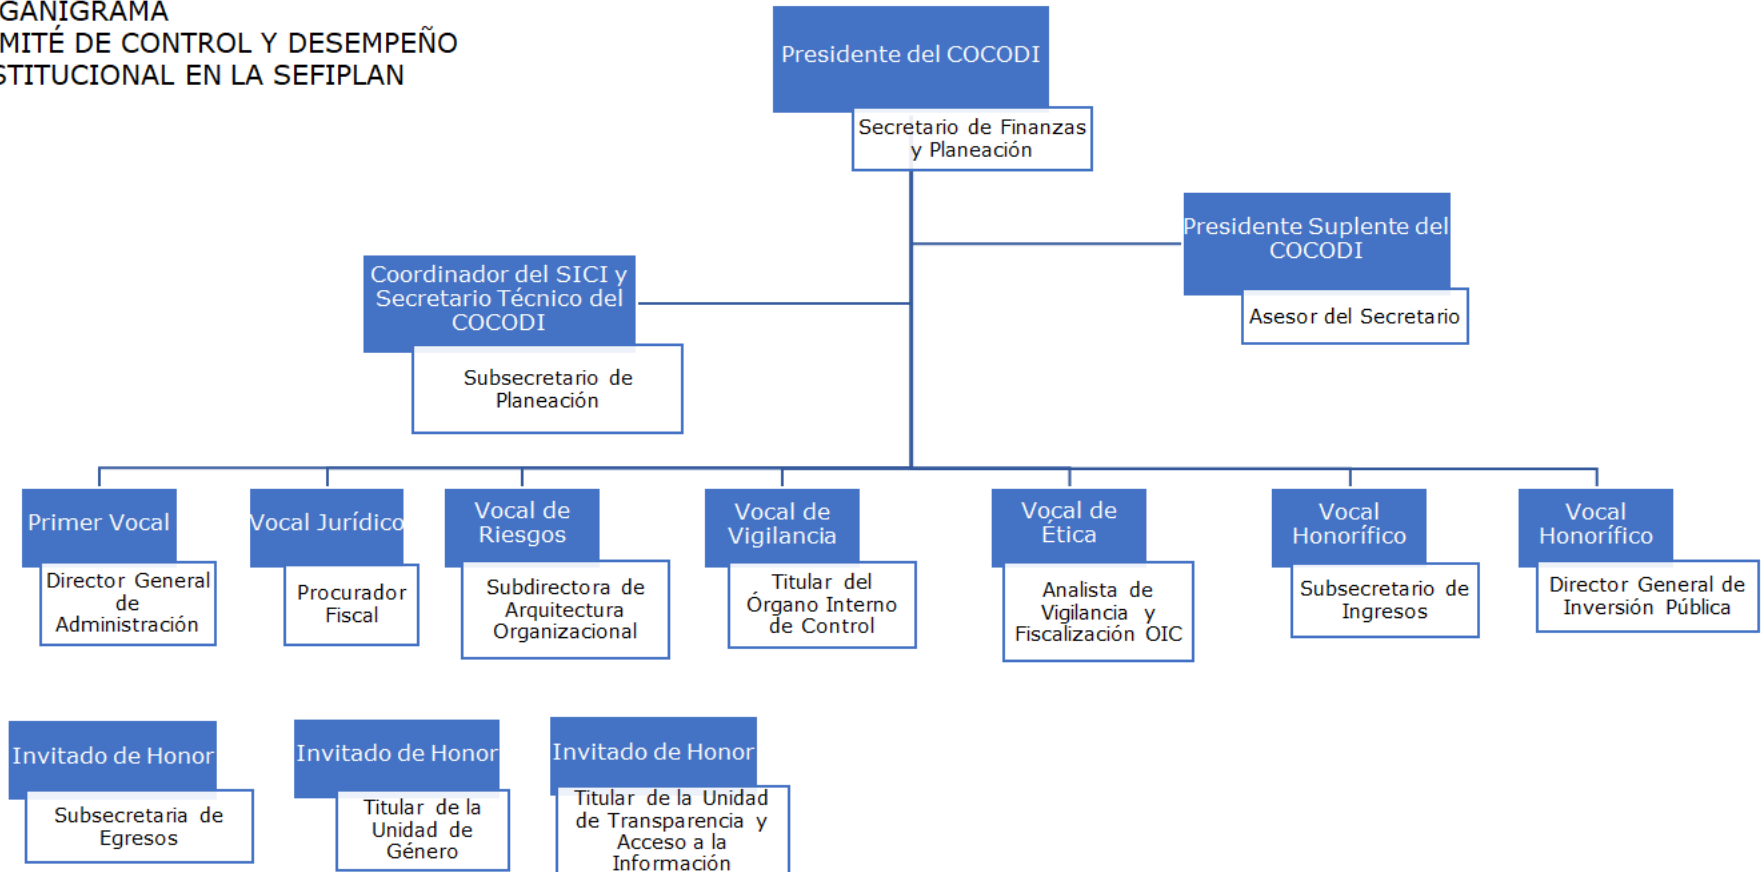 GANIGRAMA
MITÉ DE CONTROL Y DESEMPEÑO
STITUCIONAL EN LA SEFIPLAN
Presidente del COCODI
Secretario de Finanzas
y Planeación
Presidente Suplente del
COCODI
Asesor del Secretario
Coordinador del SICI y
Secretario Técnico del
COCODI
Subsecretario de
Planeación
Primer Vocal
Director General
de
Administración
Vocal Jurídico
Procurador
Fiscal
Vocal de
Riesgos
Subdirectora de
Arquitectura
Organizacional
Vocal de
Vigilancia
Titular del
Órgano Interno
de Control
Vocal de
Ética
Analista de
Vigilancia y
Fiscalización OIC
Vocal
Honorífico
Subsecretario de
Ingresos
Vocal
Honorífico
Director General de
Inversión Pública
Invitado de Honor
Subsecretaria de
Egresos
Invitado de Honor
Titular de la
Unidad de
Género
Invitado de Honor
Titular de la Unidad
de Transparencia y
Acceso a la
Información